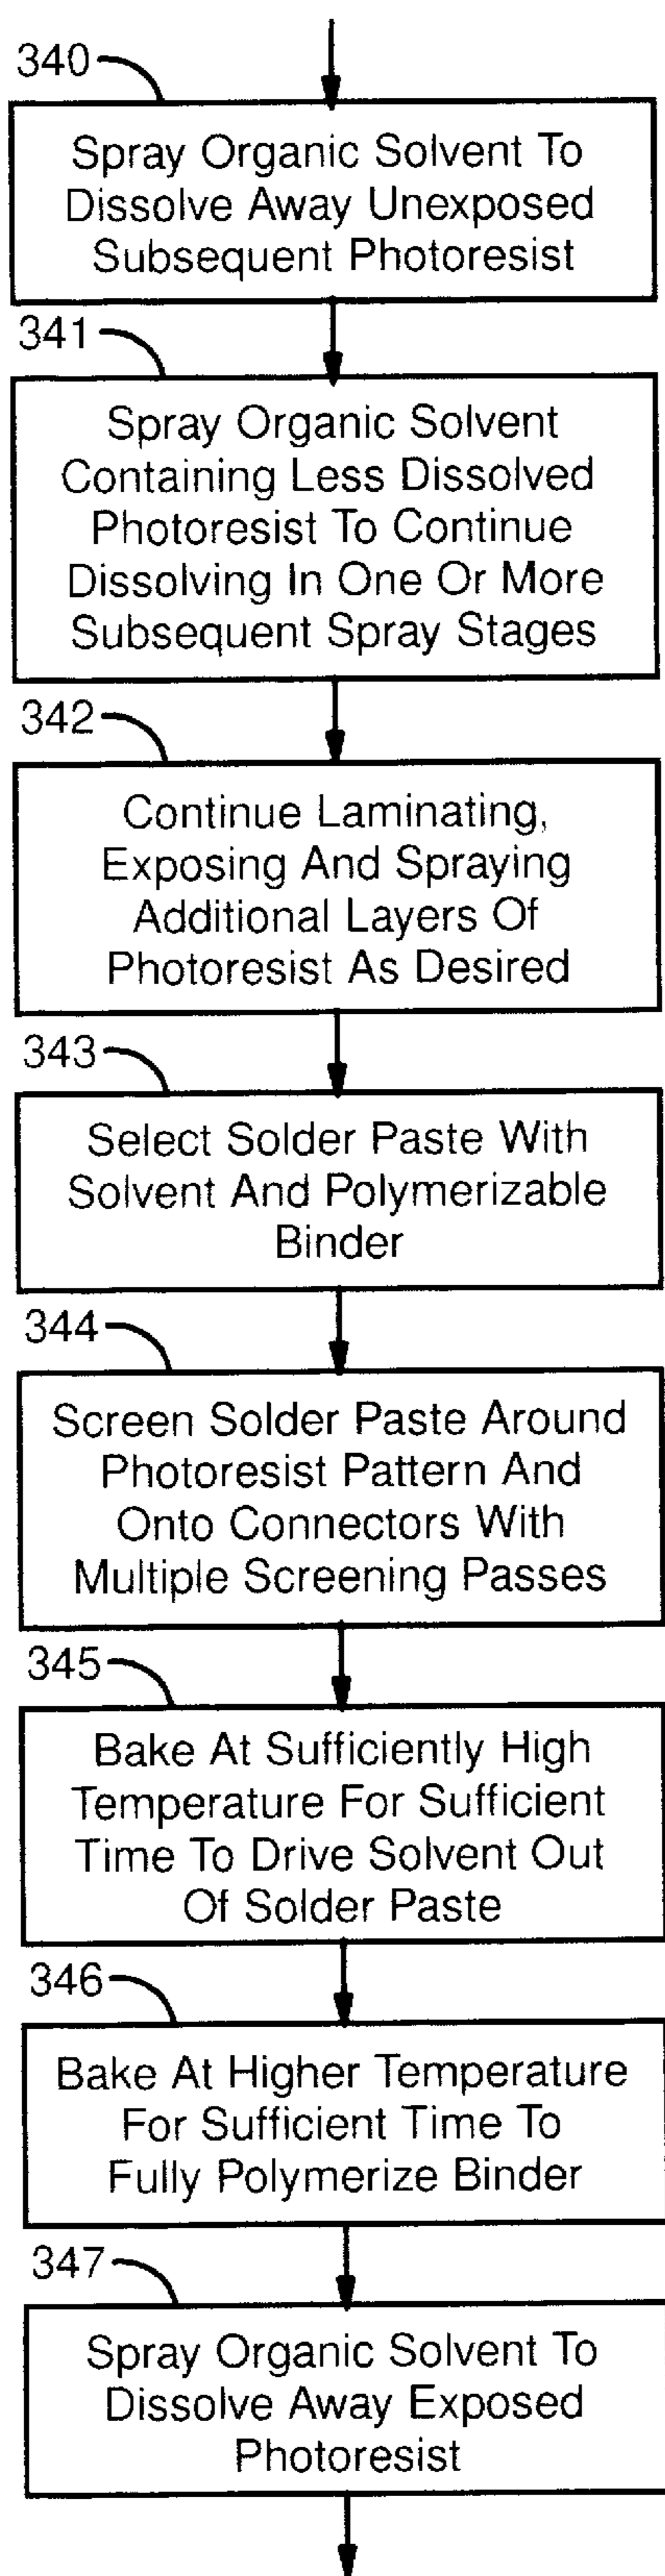 340
Spray Organic Solvent To
Dissolve Away Unexposed
Subsequent Photoresist
341
Spray Organic Solvent
Containing Less Dissolved
Photoresist To Continue
Dissolving In One Or More
Subsequent Spray Stages
342
Continue Laminating,
Exposing And Spraying
Additional Layers Of
Photoresist As Desired
343
Select Solder Paste With
Solvent And Polymerizable
Binder
344
Screen Solder Paste Around
Photoresist Pattern And
Onto Connectors With
Multiple Screening Passes
345
Bake At Sufficiently High
Temperature For Sufficient
Time To Drive Solvent Out
Of Solder Paste
346
Bake At Higher Temperature
For Sufficient Time To
Fully Polymerize Binder
347
Spray Organic Solvent To
Dissolve Away Exposed
Photoresist